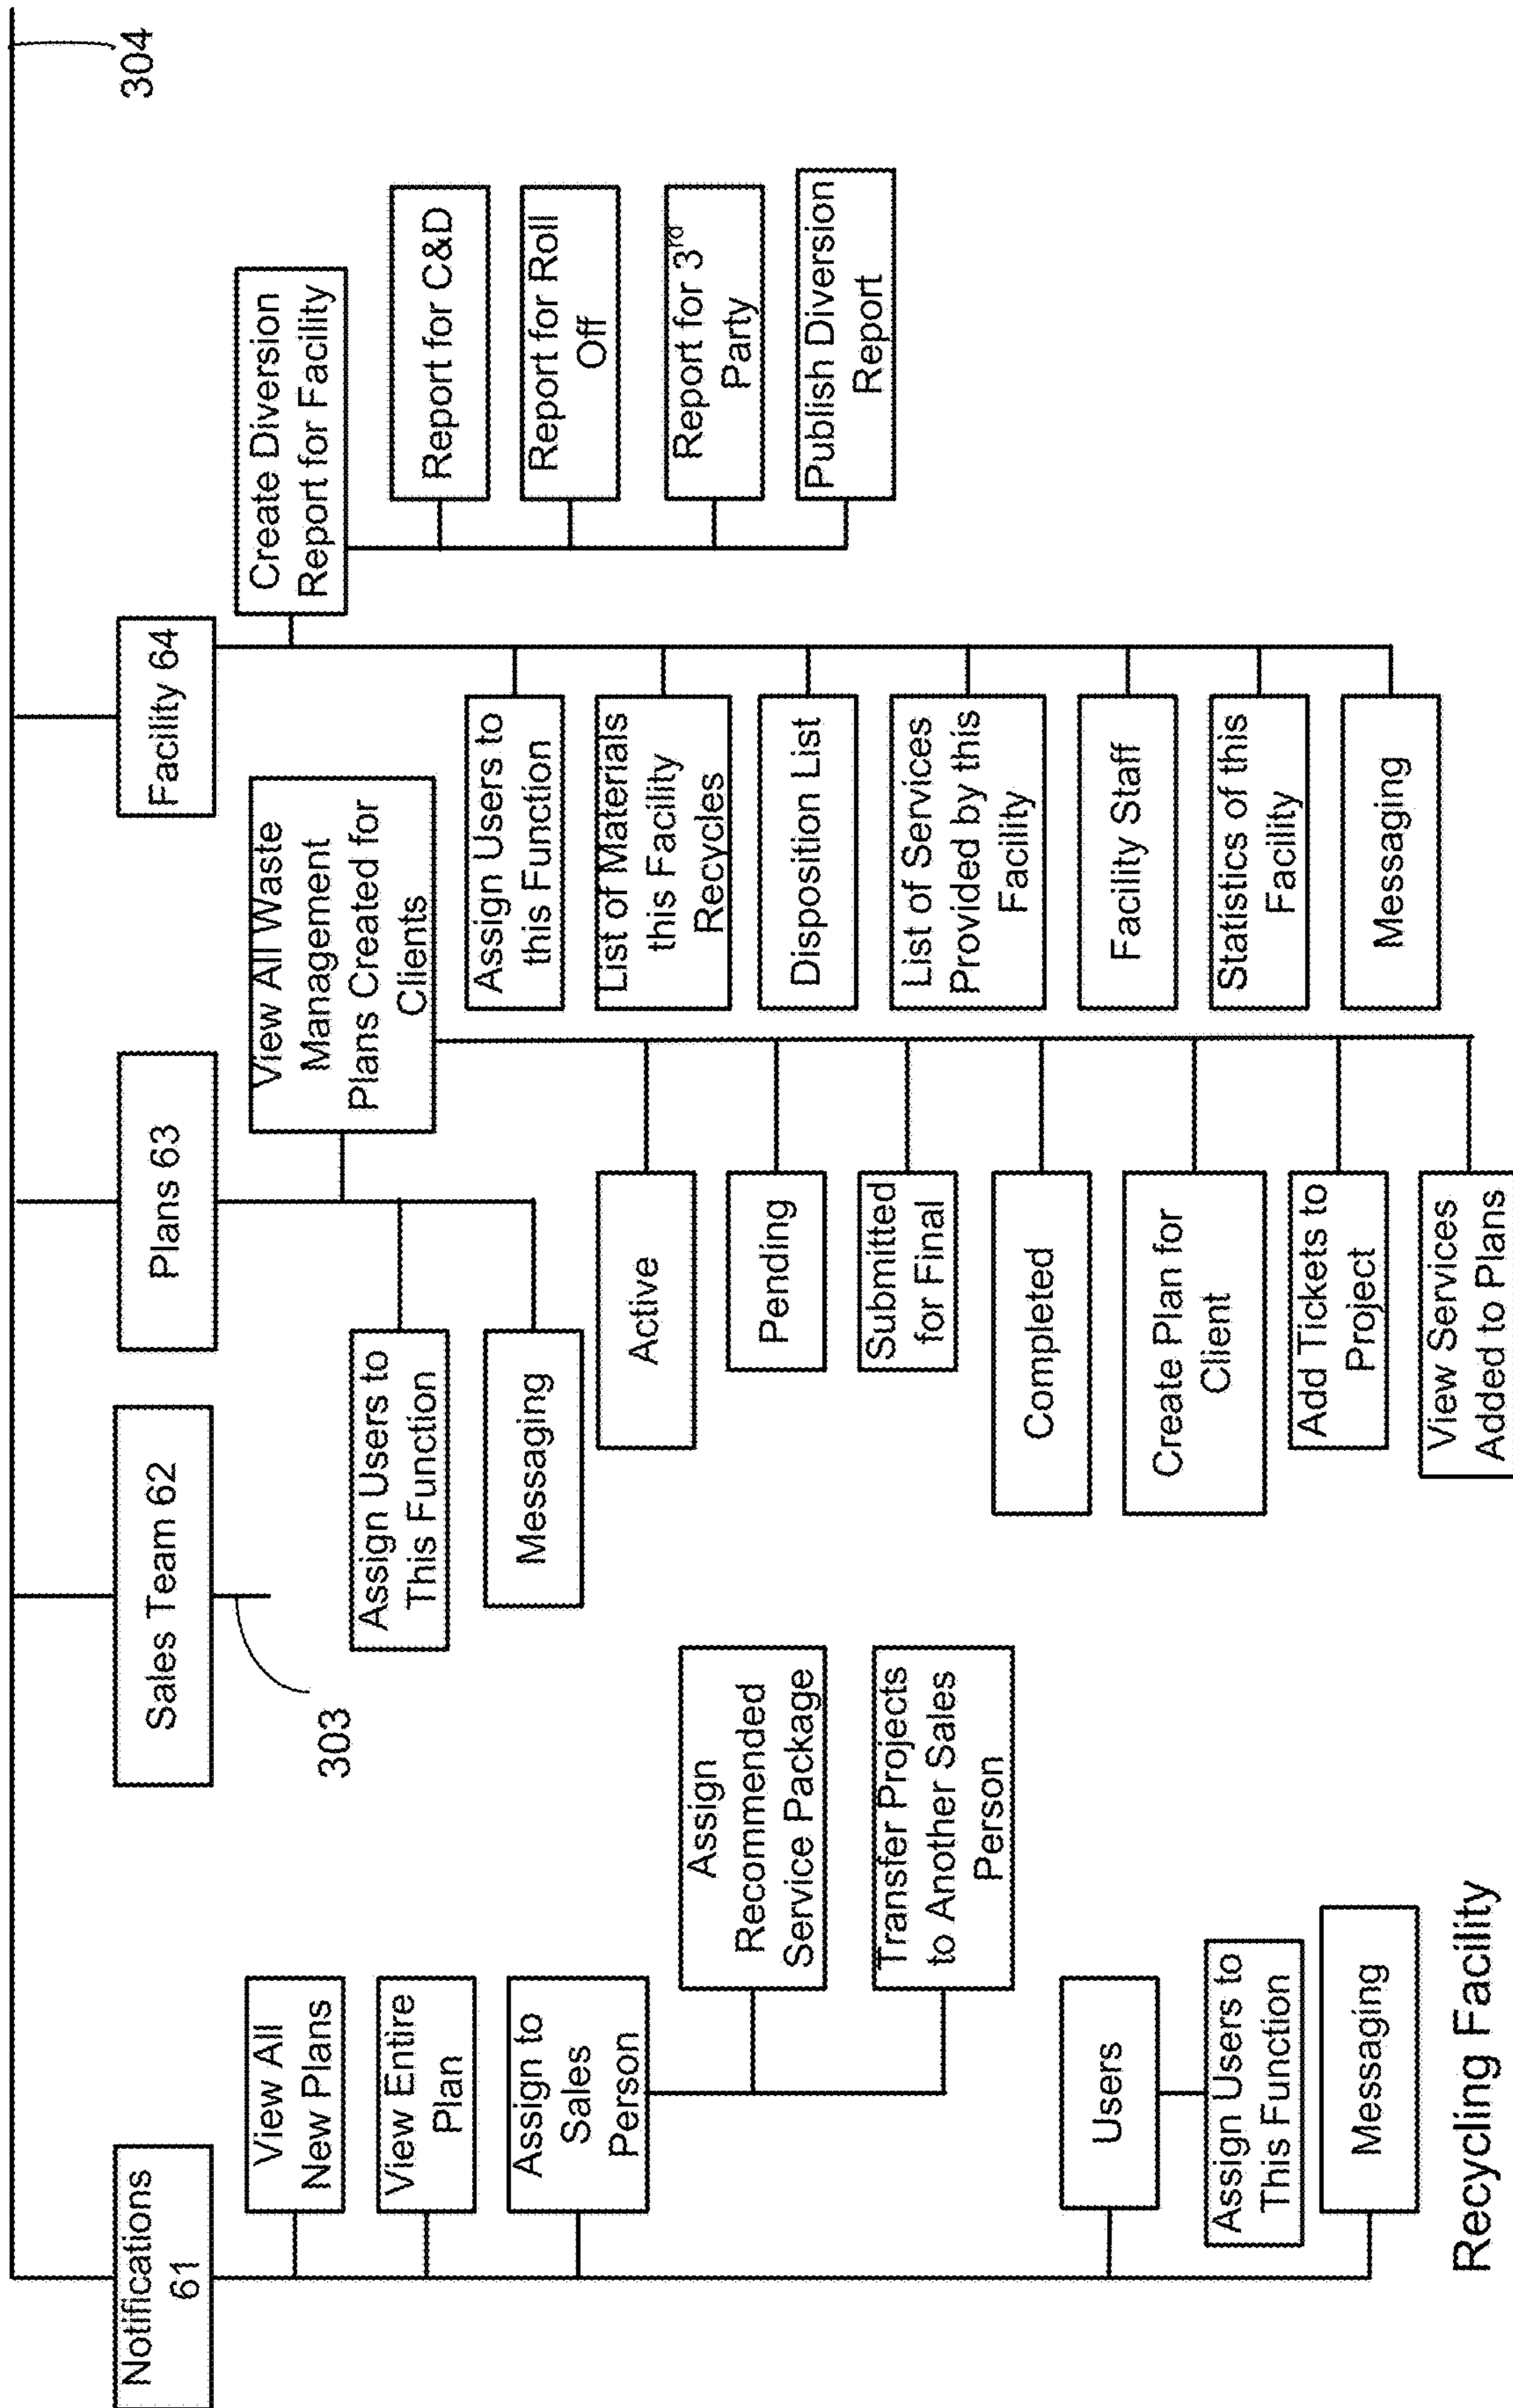 304
Notifications
61
View All
New Plans
View Entire
Plan
Assign to
Sales
Person
Assign
Recommended
Service Package
Transfer Projects
to Another Sales
Person
Users
Assign Users to
This Function
Messaging
Sales Team 62
303
Plans 63
View All Waste
Management
Plans Created for
Clients
Assign Users to
This Function
Messaging
Active
Pending
Submitted
for Final
Completed
Create Plan for
Client
Add Tickets to
Project
View Services
Added to Plans
Facility 64
Create Diversion
Report for Facility
Report for C&D
Report for Roll
Off
Report for 3rd
Party
Publish Diversion
Report
Assign Users to
this Function
List of Materials
this Facility
Recycles
Disposition List
List of Services
Provided by this
Facility
Facility Staff
Statistics of this
Facility
Messaging
Recycling Facility